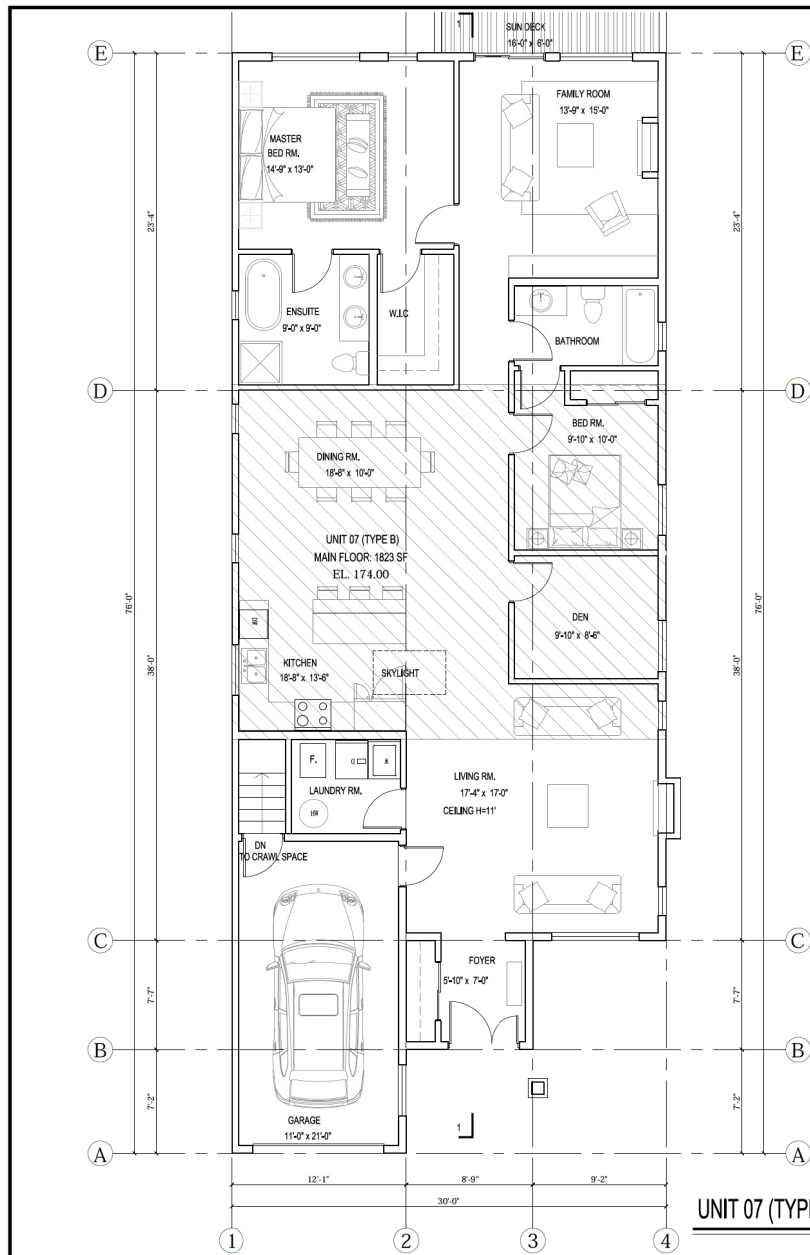 1
SUN DECK
16'-0" x 6'-0"
E
E
FAMILY ROOM
13'-9" x 15'-0"
MASTER
BED RM.
14'-9" x 13'-0"
23'-4"
23'-4"
ENSUITE
9'-0" x 9'-0"
W.I.C
BATHROOM
D
D
BED RM.
9'-10" x 10'-0"
DINING RM.
18'-8" x 10'-0"
UNIT 07 (TYPE B)
MAIN FLOOR: 1823 SF
EL. 174.00
76'-0"
76'-0"
DW
DEN
9'-10" x 8'-6"
KITCHEN
18'-8" x 13'-6"
SKYLIGHT
38'-0"
38'-0"
F.
D
W
LAUNDRY RM.
HW
LIVING RM.
17'-4" x 17'-0"
CEILING H=11'
DN
TO CRAWL SPACE
C
C
FOYER
5'-10" x 7'-0"
7'-7"
7'-7"
B
B
7'-2"
7'-2"
GARAGE
11'-0" x 21'-0"
1
A
A
12'-1"
8'-9"
9'-2"
30'-0"
UNIT 07 (TYP
1
2
3
4